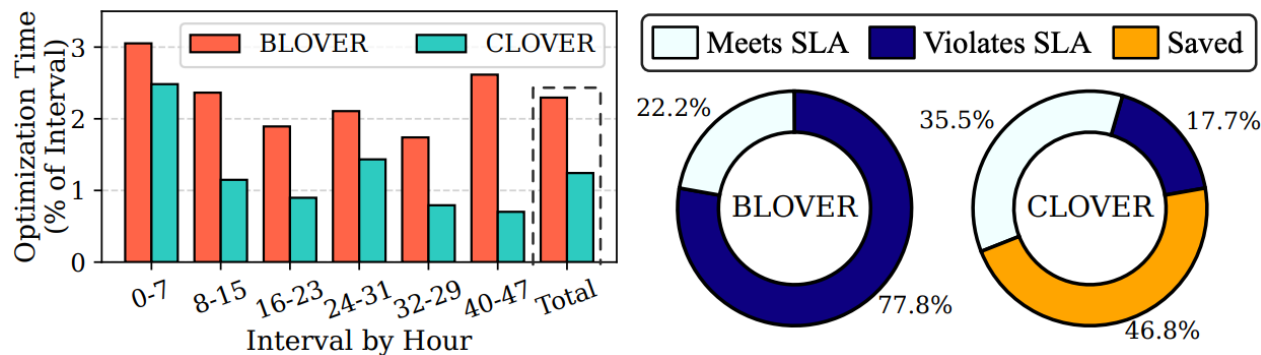 Optimization Time
(% of Interval)
3
2
1
0
BLOVER CLOVER
0-7 8-15 16-23 24-31 32-29 40-47 Total
Interval by Hour
Meets SLA Violates SLA Saved
22.2%
BLOVER
77.8%
35.5%
17.7%
CLOVER
46.8%